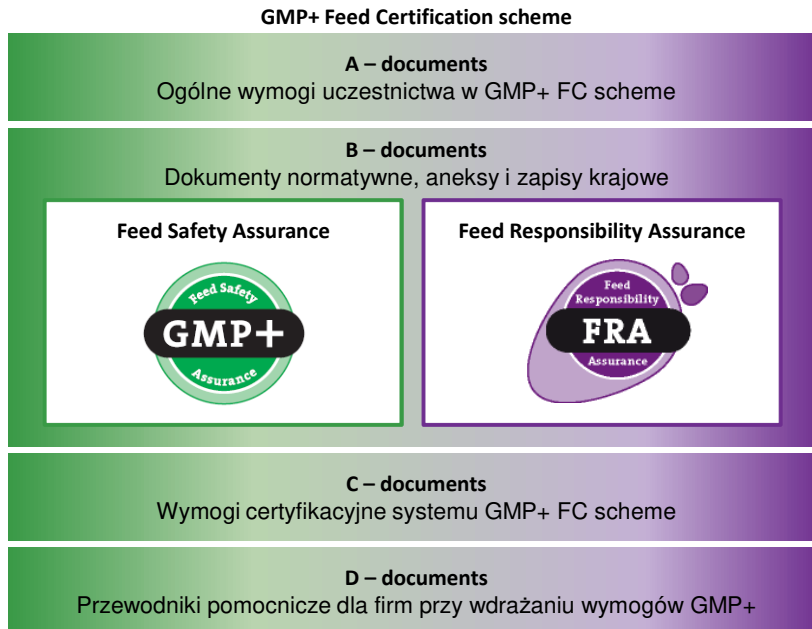 GMP+ Feed Certification scheme
A – documents
Ogólne wymogi uczestnictwa w GMP+ FC scheme
B – documents
Dokumenty normatywne, aneksy i zapisy krajowe
Feed Safety Assurance
Feed Safety
GMP+
Assurance
Feed Responsibility Assurance
Feed
Responsibility
FRA
Assurance
C – documents
Wymogi certyfikacyjne systemu GMP+ FC scheme
D – documents
Przewodniki pomocnicze dla firm przy wdrażaniu wymogów GMP+